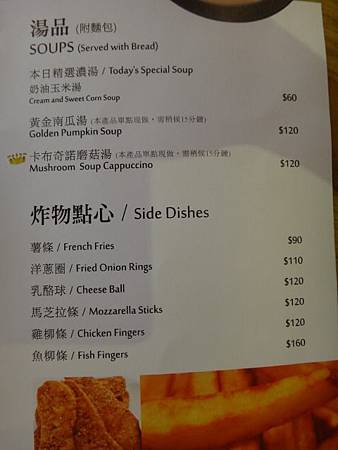 湯品 (附麵包)
SOUPS (Served with Bread)
本日精選濃湯 / Today's Special Soup
奶油玉米湯
Cream and Sweet Corn Soup $60
黃金南瓜湯 (本產品單點現做，需稍候15分鐘)
Golden Pumpkin Soup $120
卡布奇諾磨菇湯 (本產品單點現做，需稍候15分鐘)
Mushroom Soup Cappuccino $120
炸物點心 / Side Dishes
薯條 / French Fries $90
洋蔥圈 / Fried Onion Rings $110
乳酪球 / Cheese Ball $120
馬芝拉條 / Mozzarella Sticks $120
雞柳條 / Chicken Fingers $120
魚柳條 / Fish Fingers $160